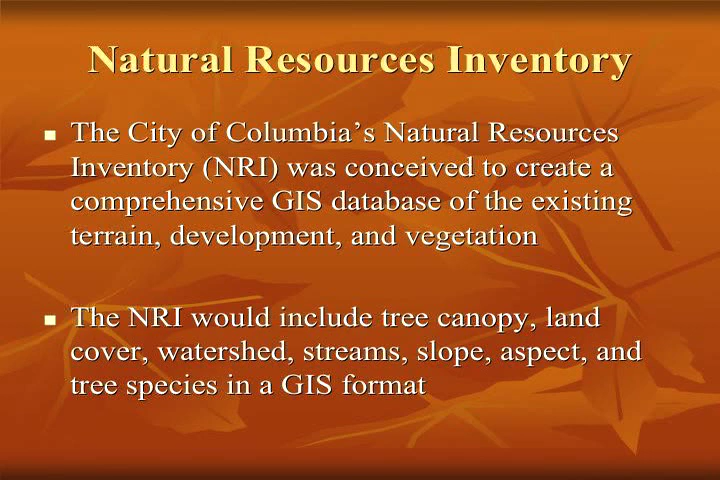 Natural Resources Inventory
The City of Columbia's Natural Resources
Inventory (NRI) was conceived to create a
comprehensive GIS database of the existing
terrain, development, and vegetation
The NRI would include tree canopy, land
cover, watershed, streams, slope, aspect, and
tree species in a GIS format